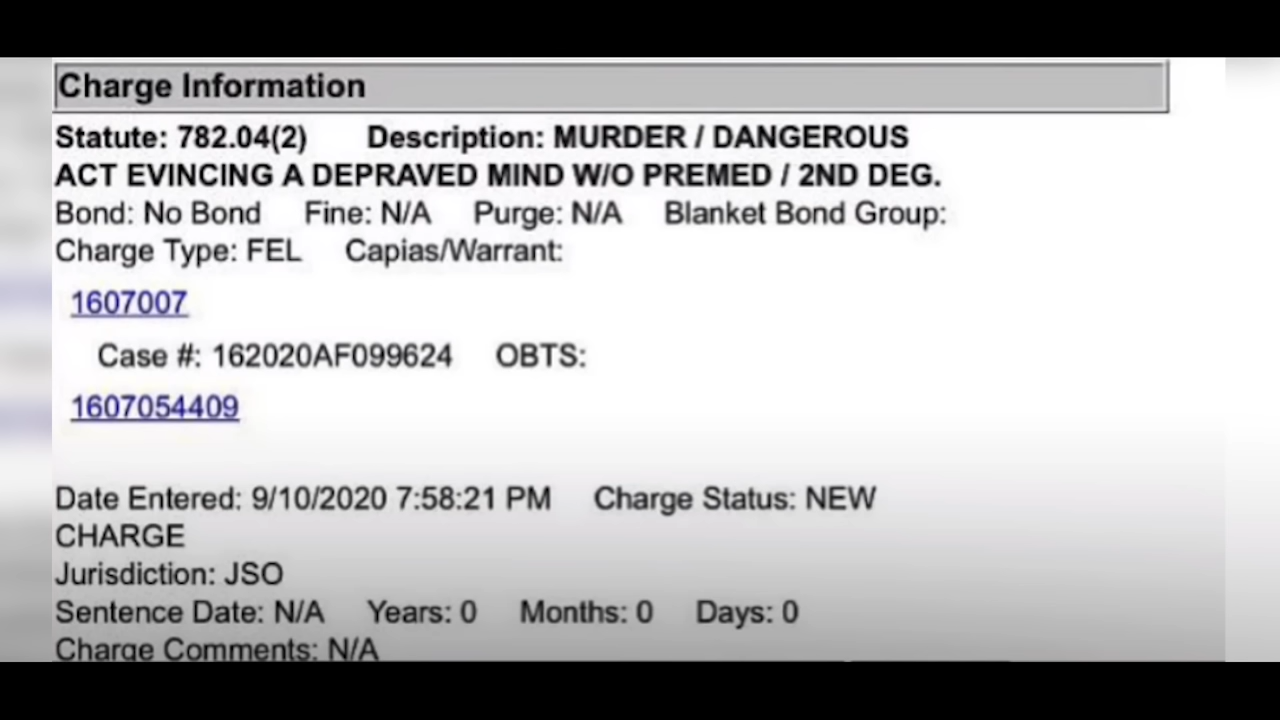 Charge Information
Statute: 782.04(2) Description: MURDER / DANGEROUS
ACT EVINCING A DEPRAVED MIND W/O PREMED / 2ND DEG.
Bond: No Bond Fine: N/A Purge: N/A Blanket Bond Group:
Charge Type: FEL Capias/Warrant:
1607007
Case #: 162020AF099624 OBTS:
1607054409
Date Entered: 9/10/2020 7:58:21 PM Charge Status: NEW
CHARGE
Jurisdiction: JSO
Sentence Date: N/A Years: 0 Months: 0 Days: 0
Charge Comments: N/A